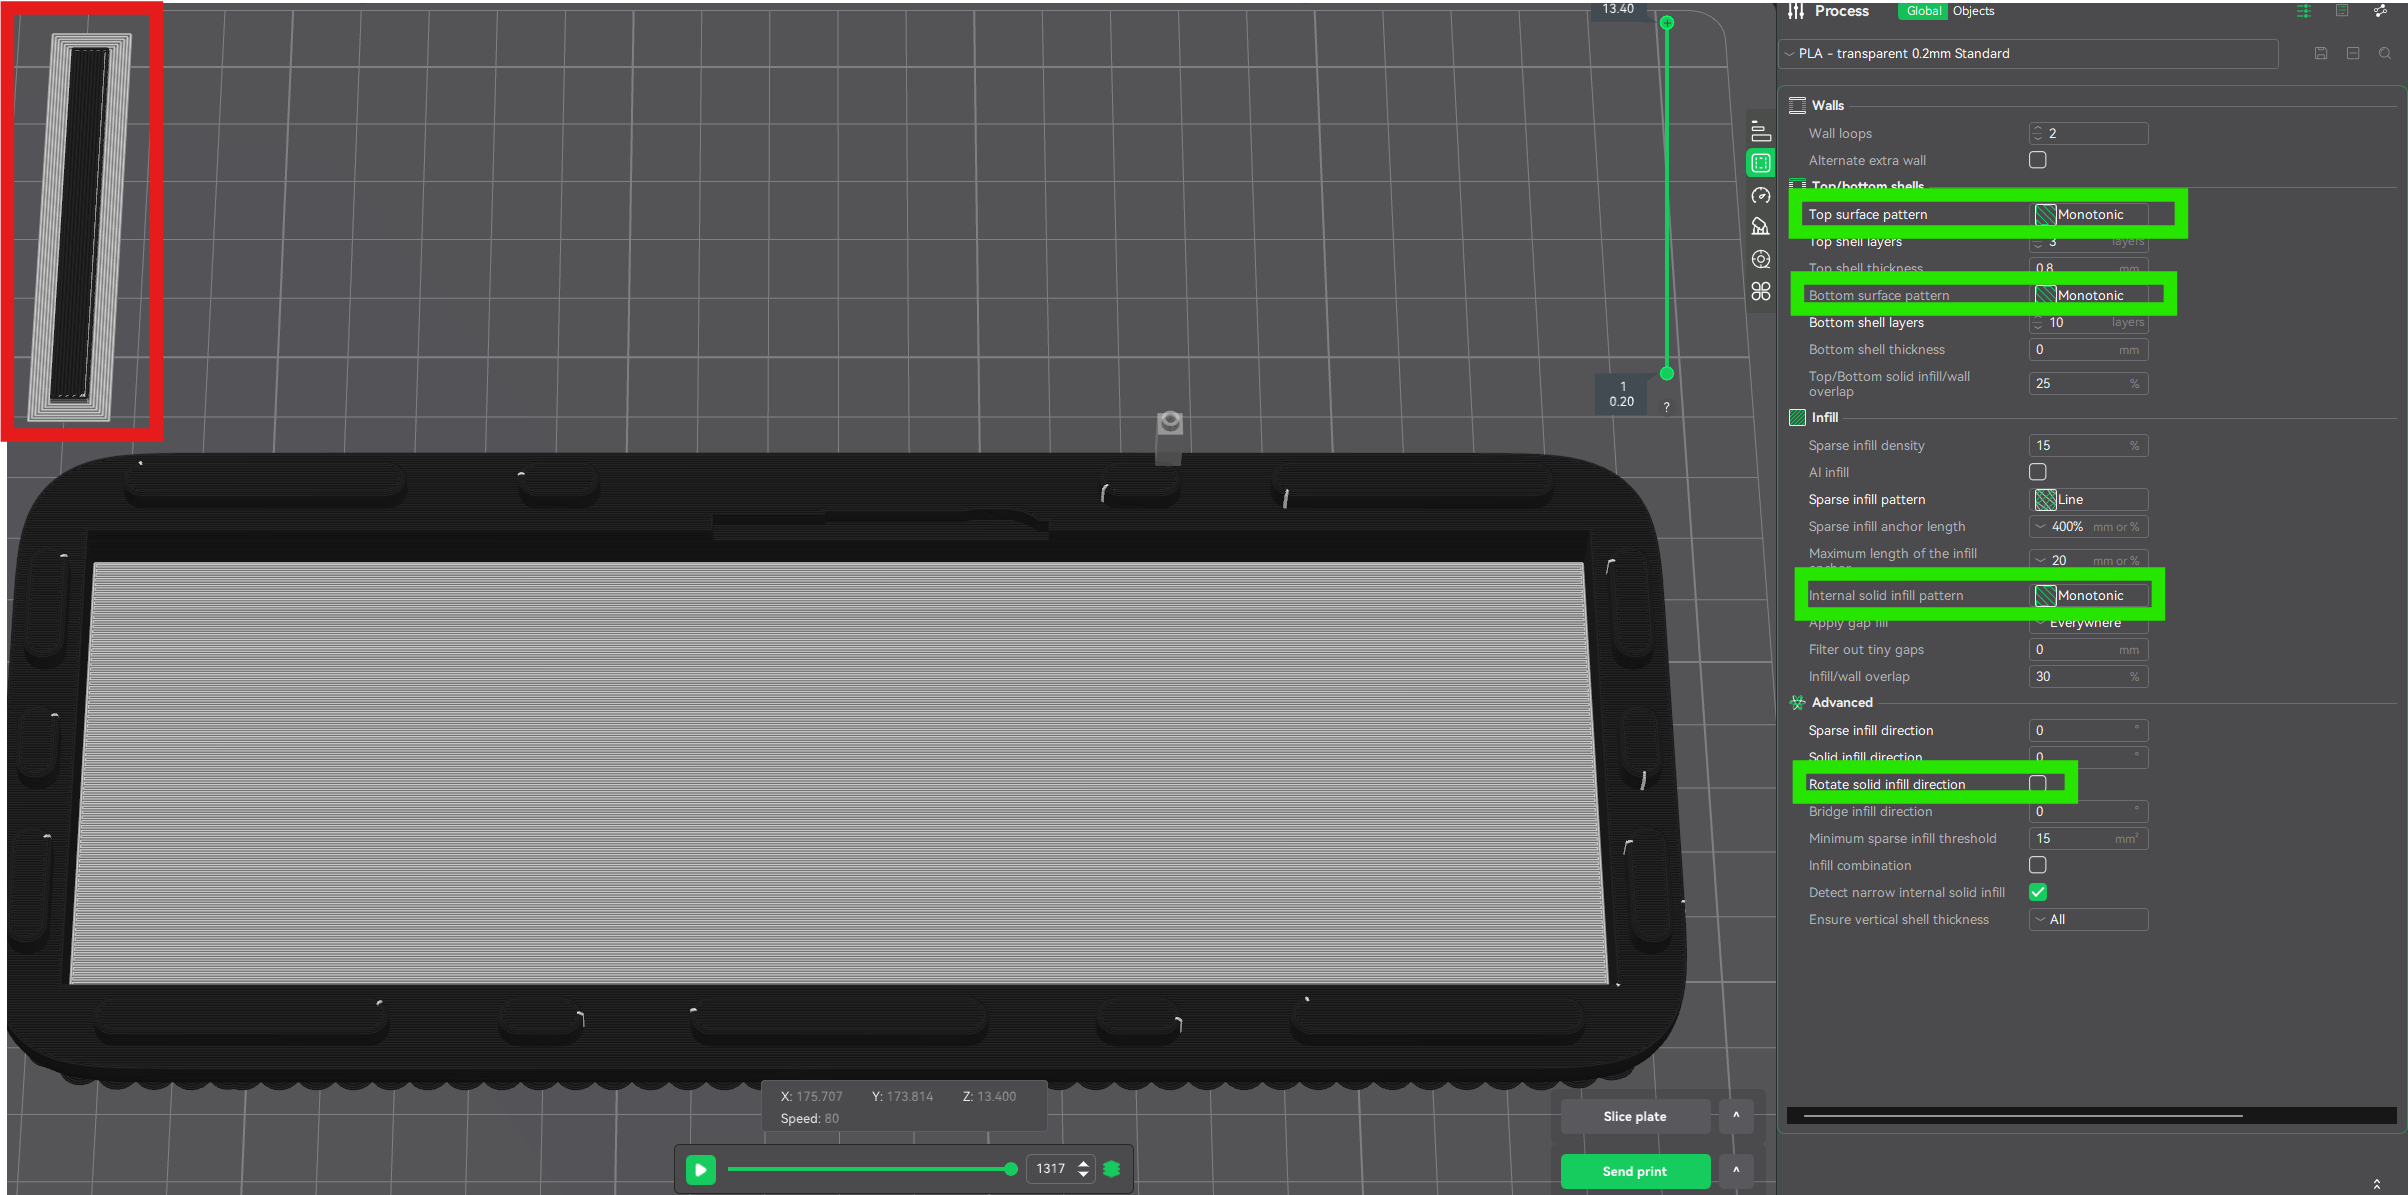 13.40
1
0.20
?
X: 175.707 Y: 173.814 Z: 13.400
Speed: 80
1317
Slice plate
Send print
Process Global Objects
PLA - transparent 0.2mm Standard
Walls
Wall loops 2
Alternate extra wall
Top/bottom shells
Top surface pattern Monotonic
Top shell layers 3 layers
Top shell thickness 0.8 mm
Bottom surface pattern Monotonic
Bottom shell layers 10 layers
Bottom shell thickness 0 mm
Top/Bottom solid infill/wall
overlap 25 %
Infill
Sparse infill density 15 %
AI infill
Sparse infill pattern Line
Sparse infill anchor length 400% mm or %
Maximum length of the infill
anchor 20 mm or %
Internal solid infill pattern Monotonic
Apply gap fill Everywhere
Filter out tiny gaps 0 mm
Infill/wall overlap 30 %
Advanced
Sparse infill direction 0 °
Solid infill direction 0 °
Rotate solid infill direction
Bridge infill direction 0 °
Minimum sparse infill threshold 15 mm²
Infill combination
Detect narrow internal solid infill
Ensure vertical shell thickness All